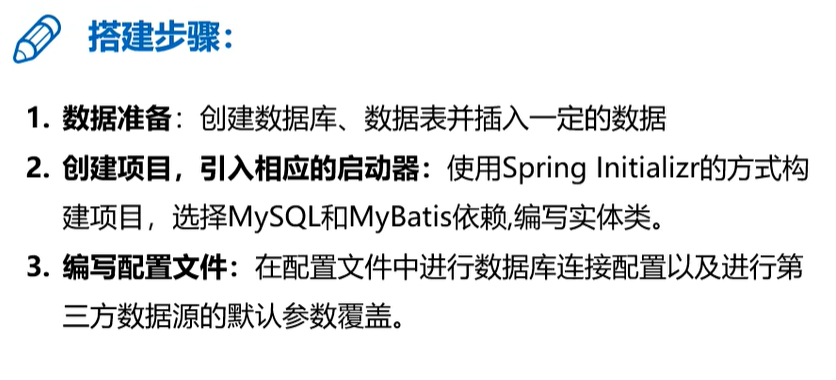 搭建步骤：
1. 数据准备：创建数据库、数据表并插入一定的数据
2. 创建项目，引入相应的启动器：使用Spring Initializr的方式构
建项目，选择MySQL和MyBatis依赖,编写实体类。
3. 编写配置文件：在配置文件中进行数据库连接配置以及进行第
三方数据源的默认参数覆盖。